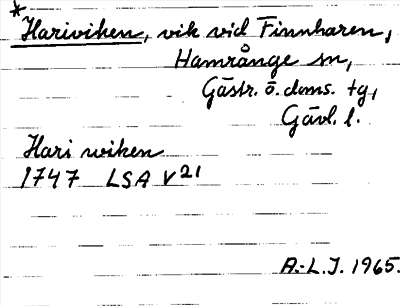 *Hariviken, vik vid Finnharen,
Hamrånge sn,
Gästr. ö. doms. tg,
Gävl. l.
Hari wiken
1747 LSA V21
A.-L.J. 1965.